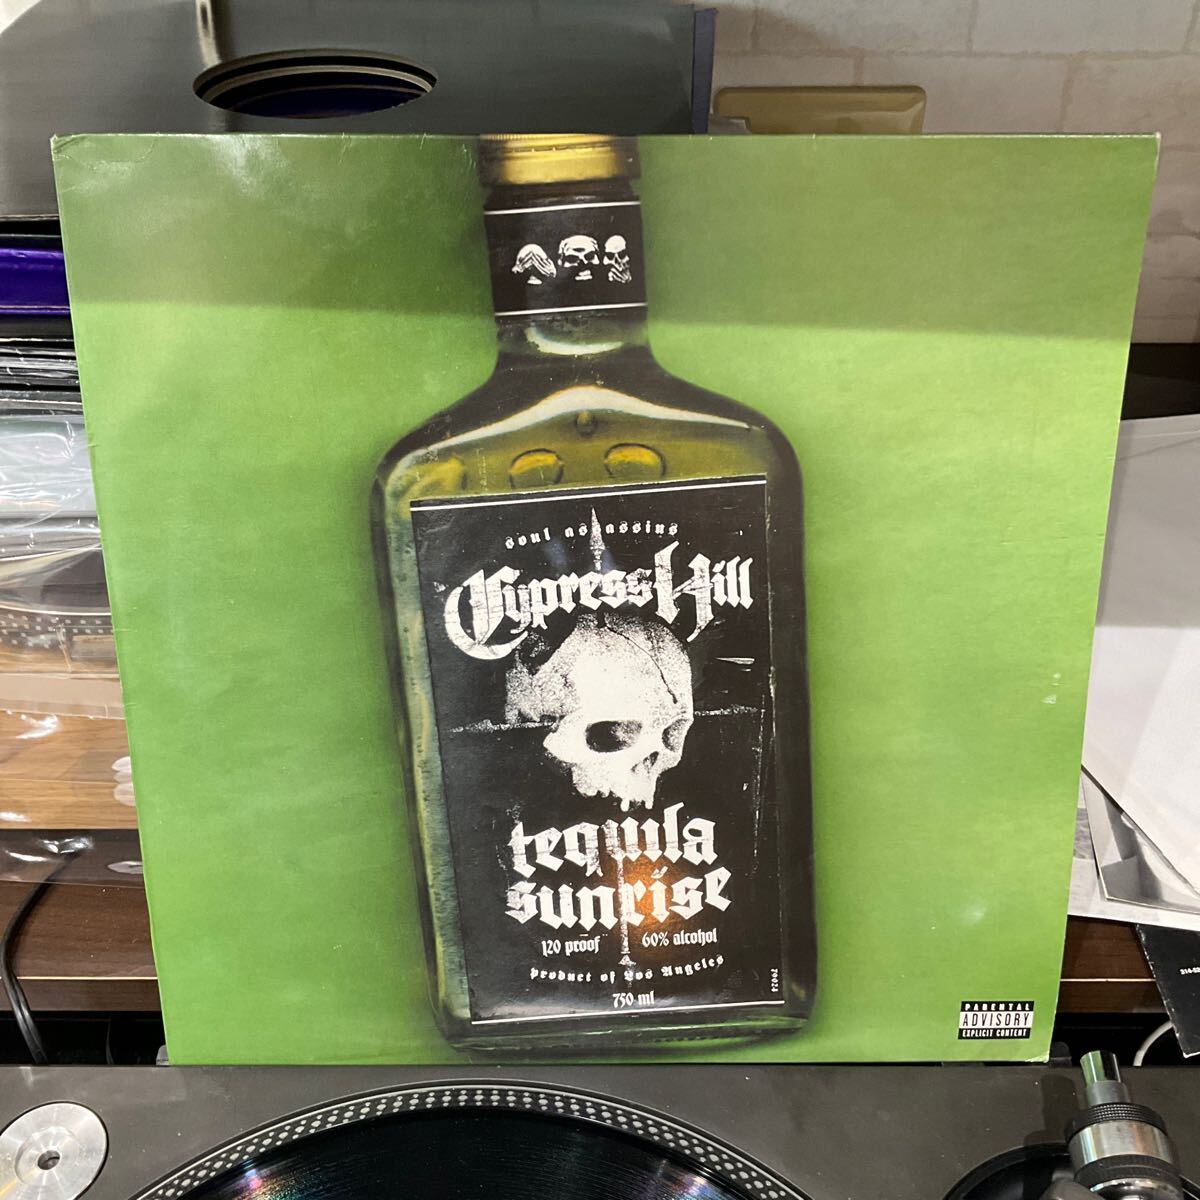 soul assassins
Cypress Hill
tequila
sunrise
120 proof 60% alcohol
product of Los Angeles
750 ml
79024
PARENTAL
ADVISORY
EXPLICIT CONTENT